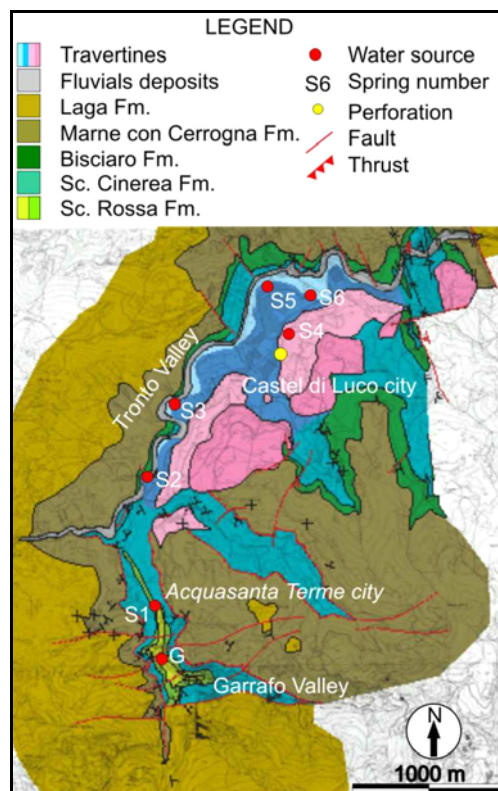 LEGEND
Travertines
Fluvials deposits
Laga Fm.
Marne con Cerrogna Fm.
Bisciaro Fm.
Sc. Cinerea Fm.
Sc. Rossa Fm.
Water source
S6 Spring number
Perforation
Fault
Thrust
S5
S6
S4
Tronto Valley
Castel di Luco city
S3
S2
Acquasanta Terme city
S1
G
Garrafo Valley
N
1000 m